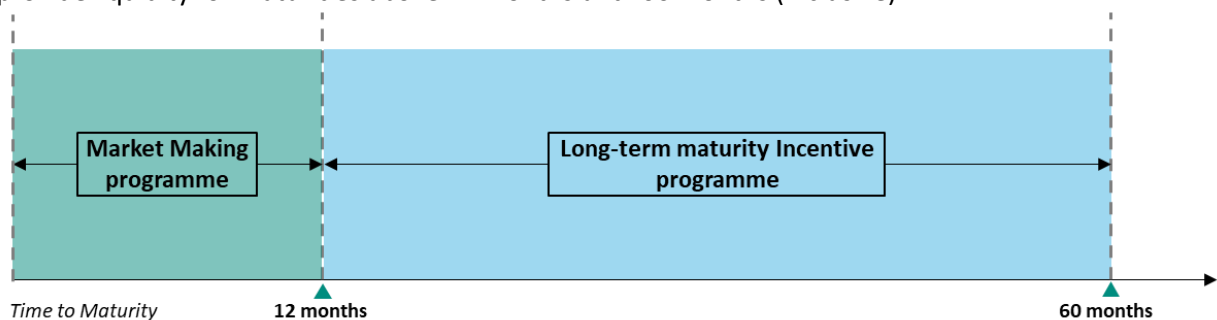 Market Making
programme
Long-term maturity Incentive
programme
Time to Maturity
12 months
60 months